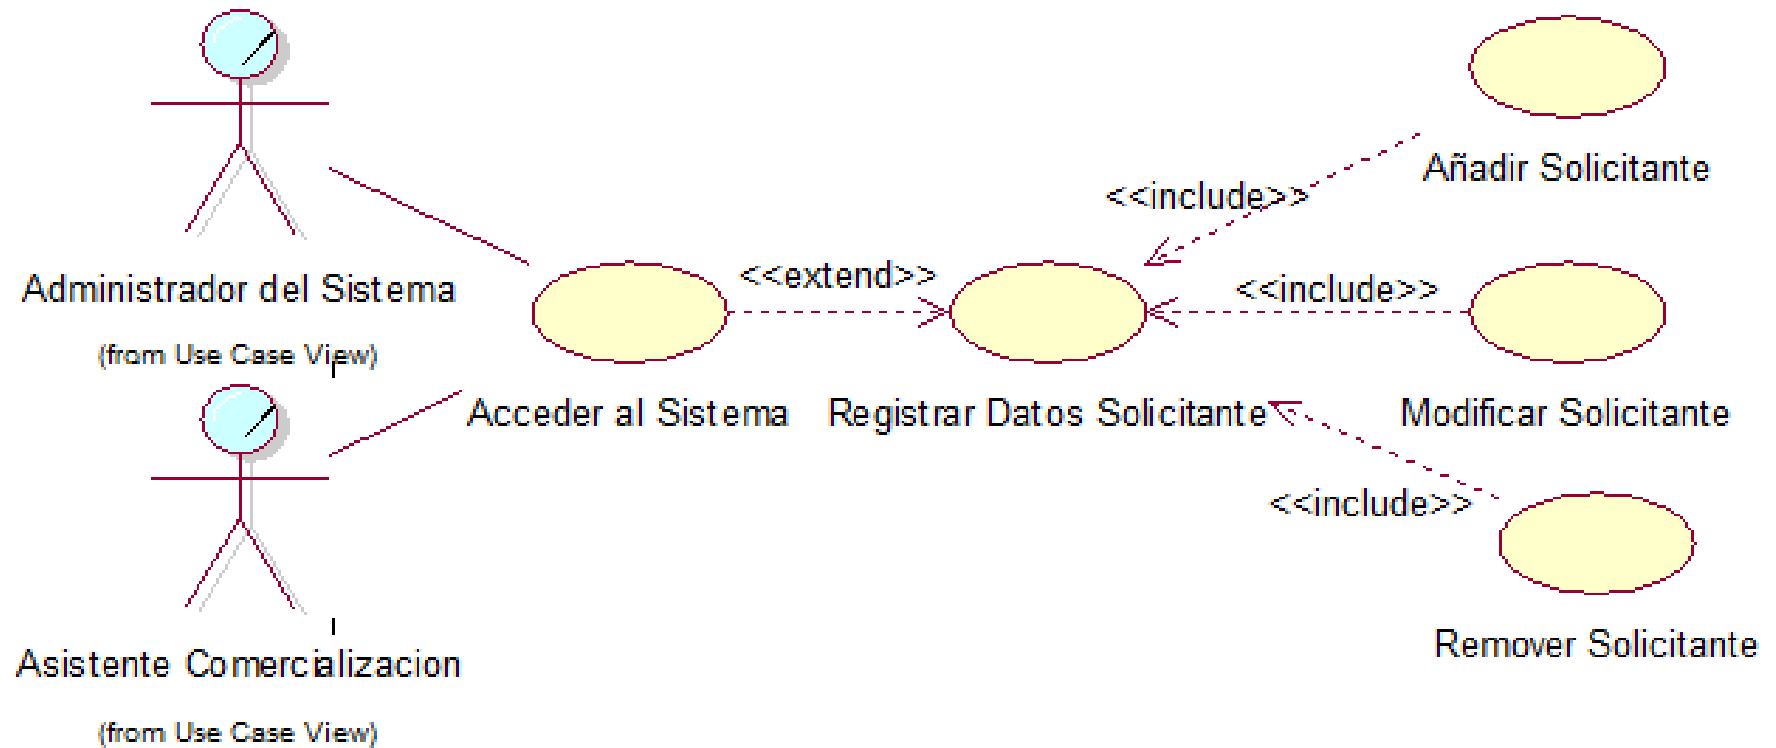 Añadir Solicitante
<<include>>
Administrador del Sistema
(from Use Case View)
<<extend>>
<<include>>
Acceder al Sistema
Registrar Datos Solicitante
Modificar Solicitante
<<include>>
Remover Solicitante
Asistente Comercializacion
(from Use Case View)